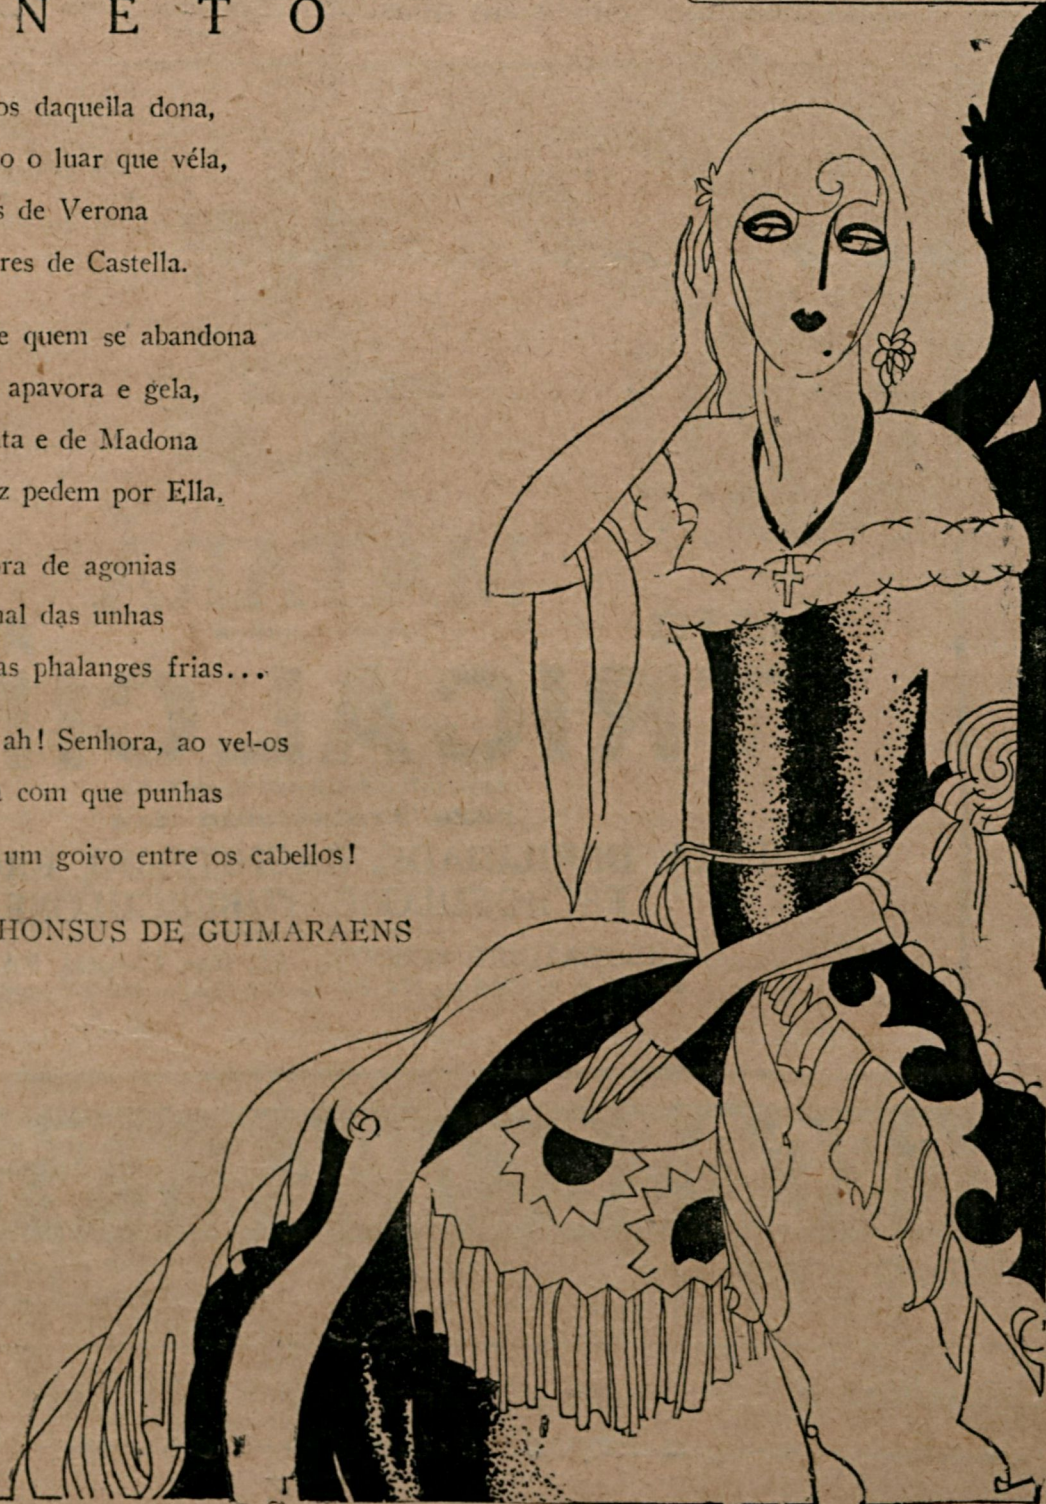 NETO
os daquella dona,
o o luar que véla,
s de Verona
res de Castella.
e quem se abandona
apavora e gela,
ta e de Madona
z pedem por Ella.
ra de agonias
nal das unhas
as phalanges frias...
ah! Senhora, ao vel-os
com que punhas
um goivo entre os cabellos!
HONSUS DE GUIMARAENS